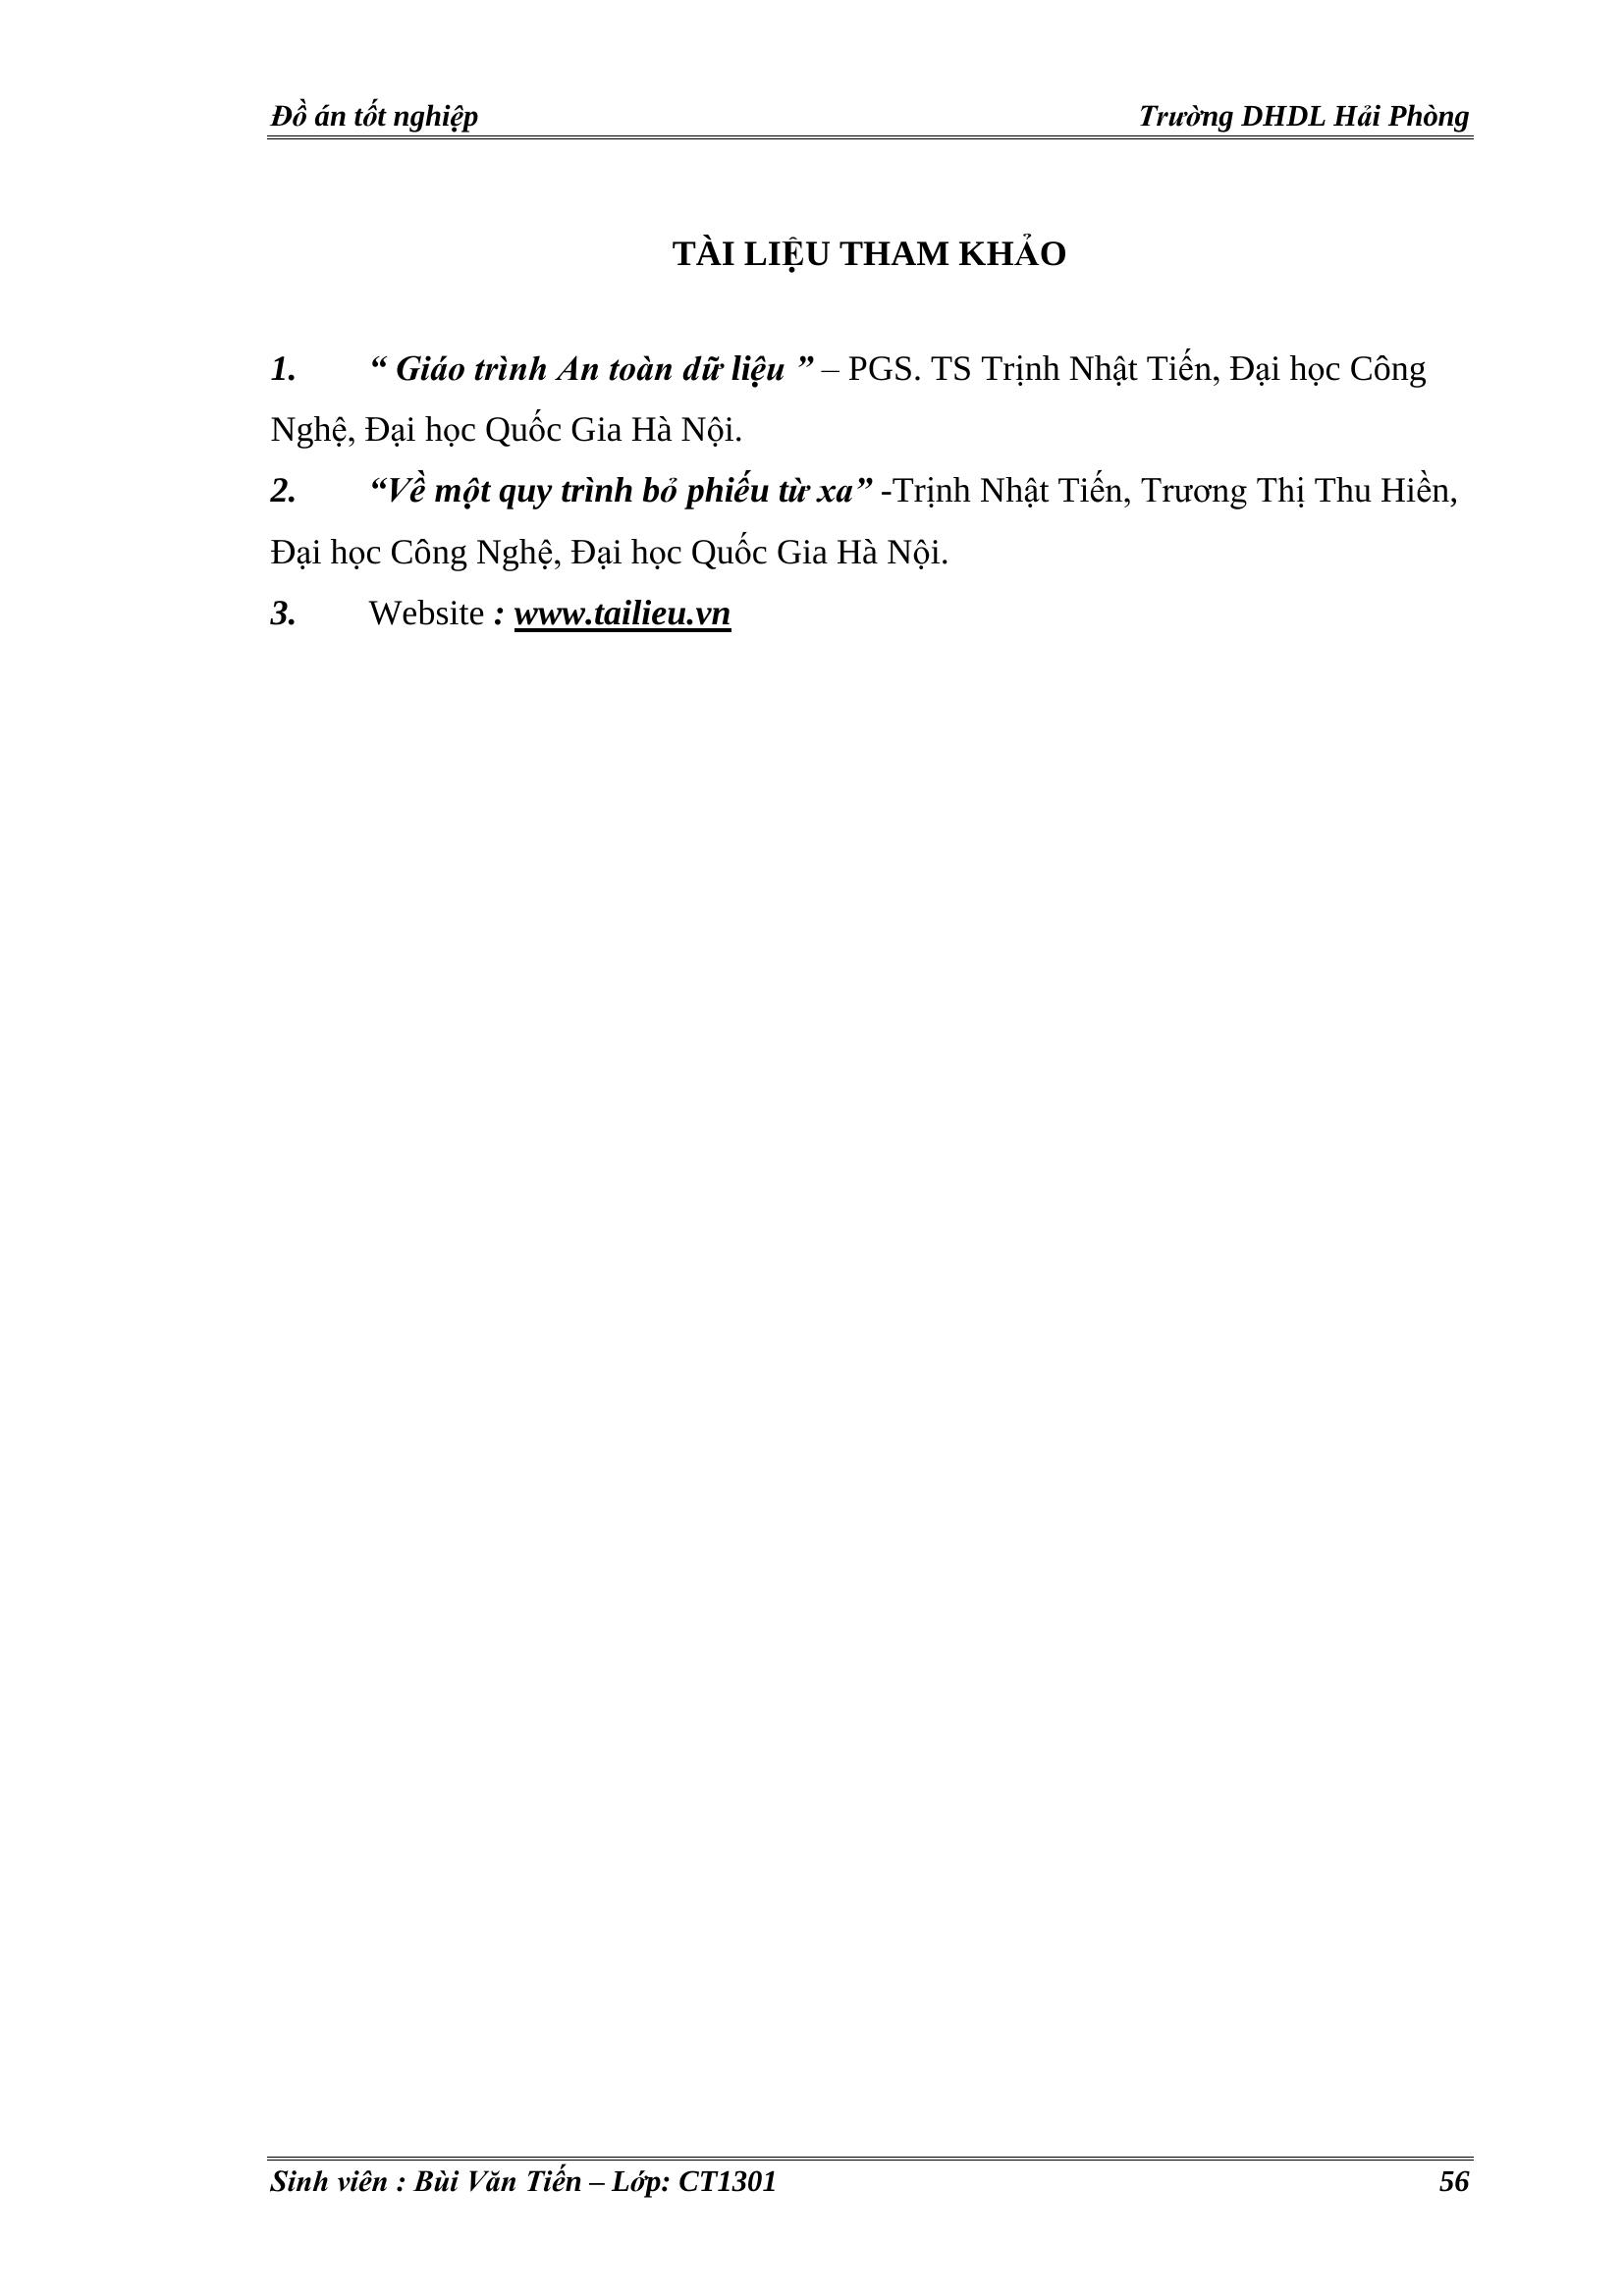 Đồ án tốt nghiệp Trường DHDL Hải Phòng
TÀI LIỆU THAM KHẢO
1. “ Giáo trình An toàn dữ liệu ” – PGS. TS Trịnh Nhật Tiến, Đại học Công
Nghệ, Đại học Quốc Gia Hà Nội.
2. “Về một quy trình bỏ phiếu từ xa” -Trịnh Nhật Tiến, Trương Thị Thu Hiền,
Đại học Công Nghệ, Đại học Quốc Gia Hà Nội.
3. Website : www.tailieu.vn
Sinh viên : Bùi Văn Tiến – Lớp: CT1301 56